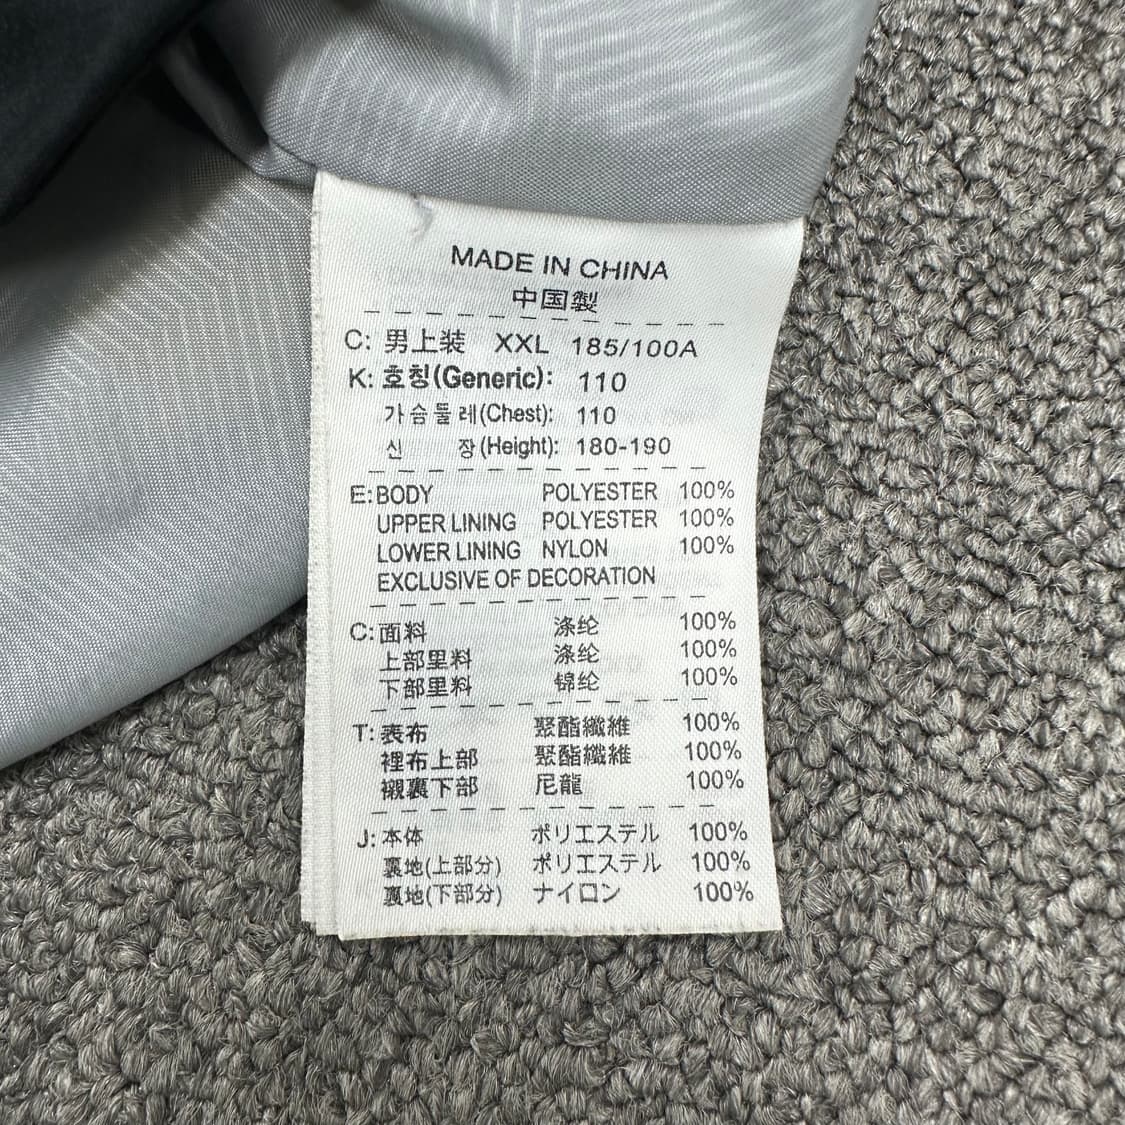 MADE IN CHINA
中国製
C: 男上装 XXL 185/100A
K: 호칭(Generic): 110
가슴둘레(Chest): 110
신 장(Height): 180-190
E: BODY POLYESTER 100%
UPPER LINING POLYESTER 100%
LOWER LINING NYLON 100%
EXCLUSIVE OF DECORATION
C: 面料 涤纶 100%
上部里料 涤纶 100%
下部里料 锦纶 100%
T: 表布 聚酯纖維 100%
裡布上部 聚酯纖維 100%
襯裏下部 尼龍 100%
J: 本体 ポリエステル 100%
裏地(上部分) ポリエステル 100%
裏地(下部分) ナイロン 100%